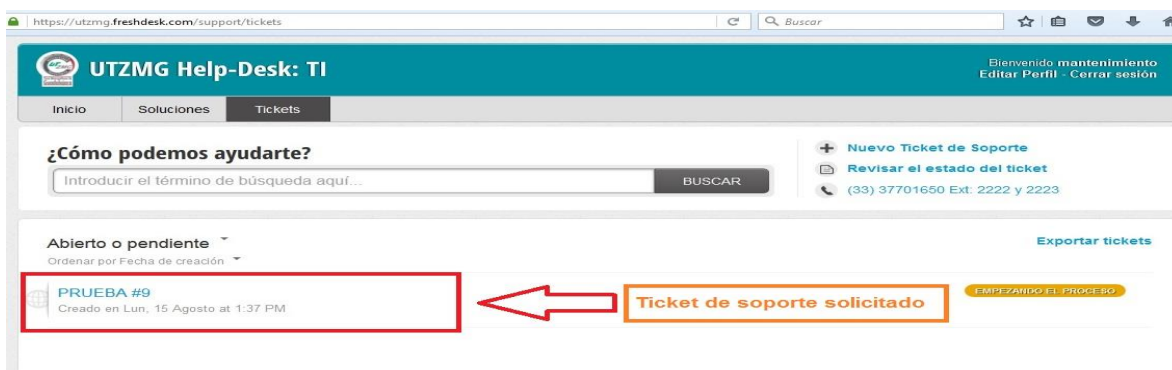 https://utzmg.freshdesk.com/support/tickets
Buscar
UTZMG Help-Desk: TI
Bienvenido mantenimiento
Editar Perfil - Cerrar sesión
Inicio Soluciones Tickets
¿Cómo podemos ayudarte?
Introducir el término de búsqueda aquí...
BUSCAR
Nuevo Ticket de Soporte
Revisar el estado del ticket
(33) 37701650 Ext: 2222 y 2223
Abierto o pendiente
Exportar tickets
Ordenar por Fecha de creación
PRUEBA #9
Creado en Lun, 15 Agosto at 1:37 PM
Ticket de soporte solicitado
EMPEZANDO EL PROCESO